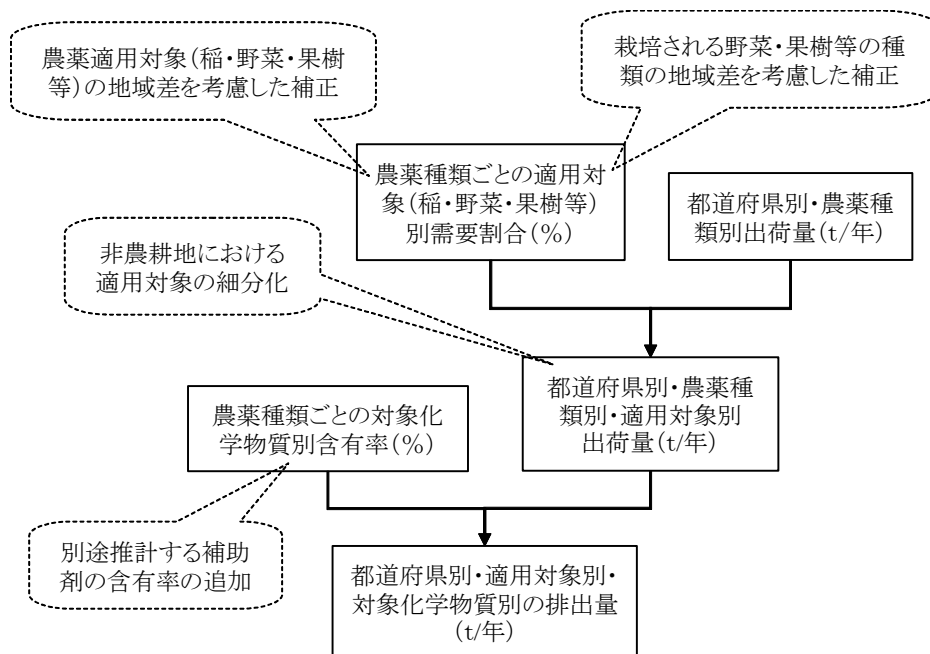 農薬適用対象(稲・野菜・果樹
等)の地域差を考慮した補正
栽培される野菜・果樹等の種
類の地域差を考慮した補正
農薬種類ごとの適用対
象(稲・野菜・果樹等)
別需要割合(%)
都道府県別・農薬種
類別出荷量(t/年)
非農耕地における
適用対象の細分化
都道府県別・農薬種
類別・適用対象別
出荷量(t/年)
農薬種類ごとの対象化
学物質別含有率(%)
別途推計する補助
剤の含有率の追加
都道府県別・適用対象別・
対象化学物質別の排出量
(t/年)